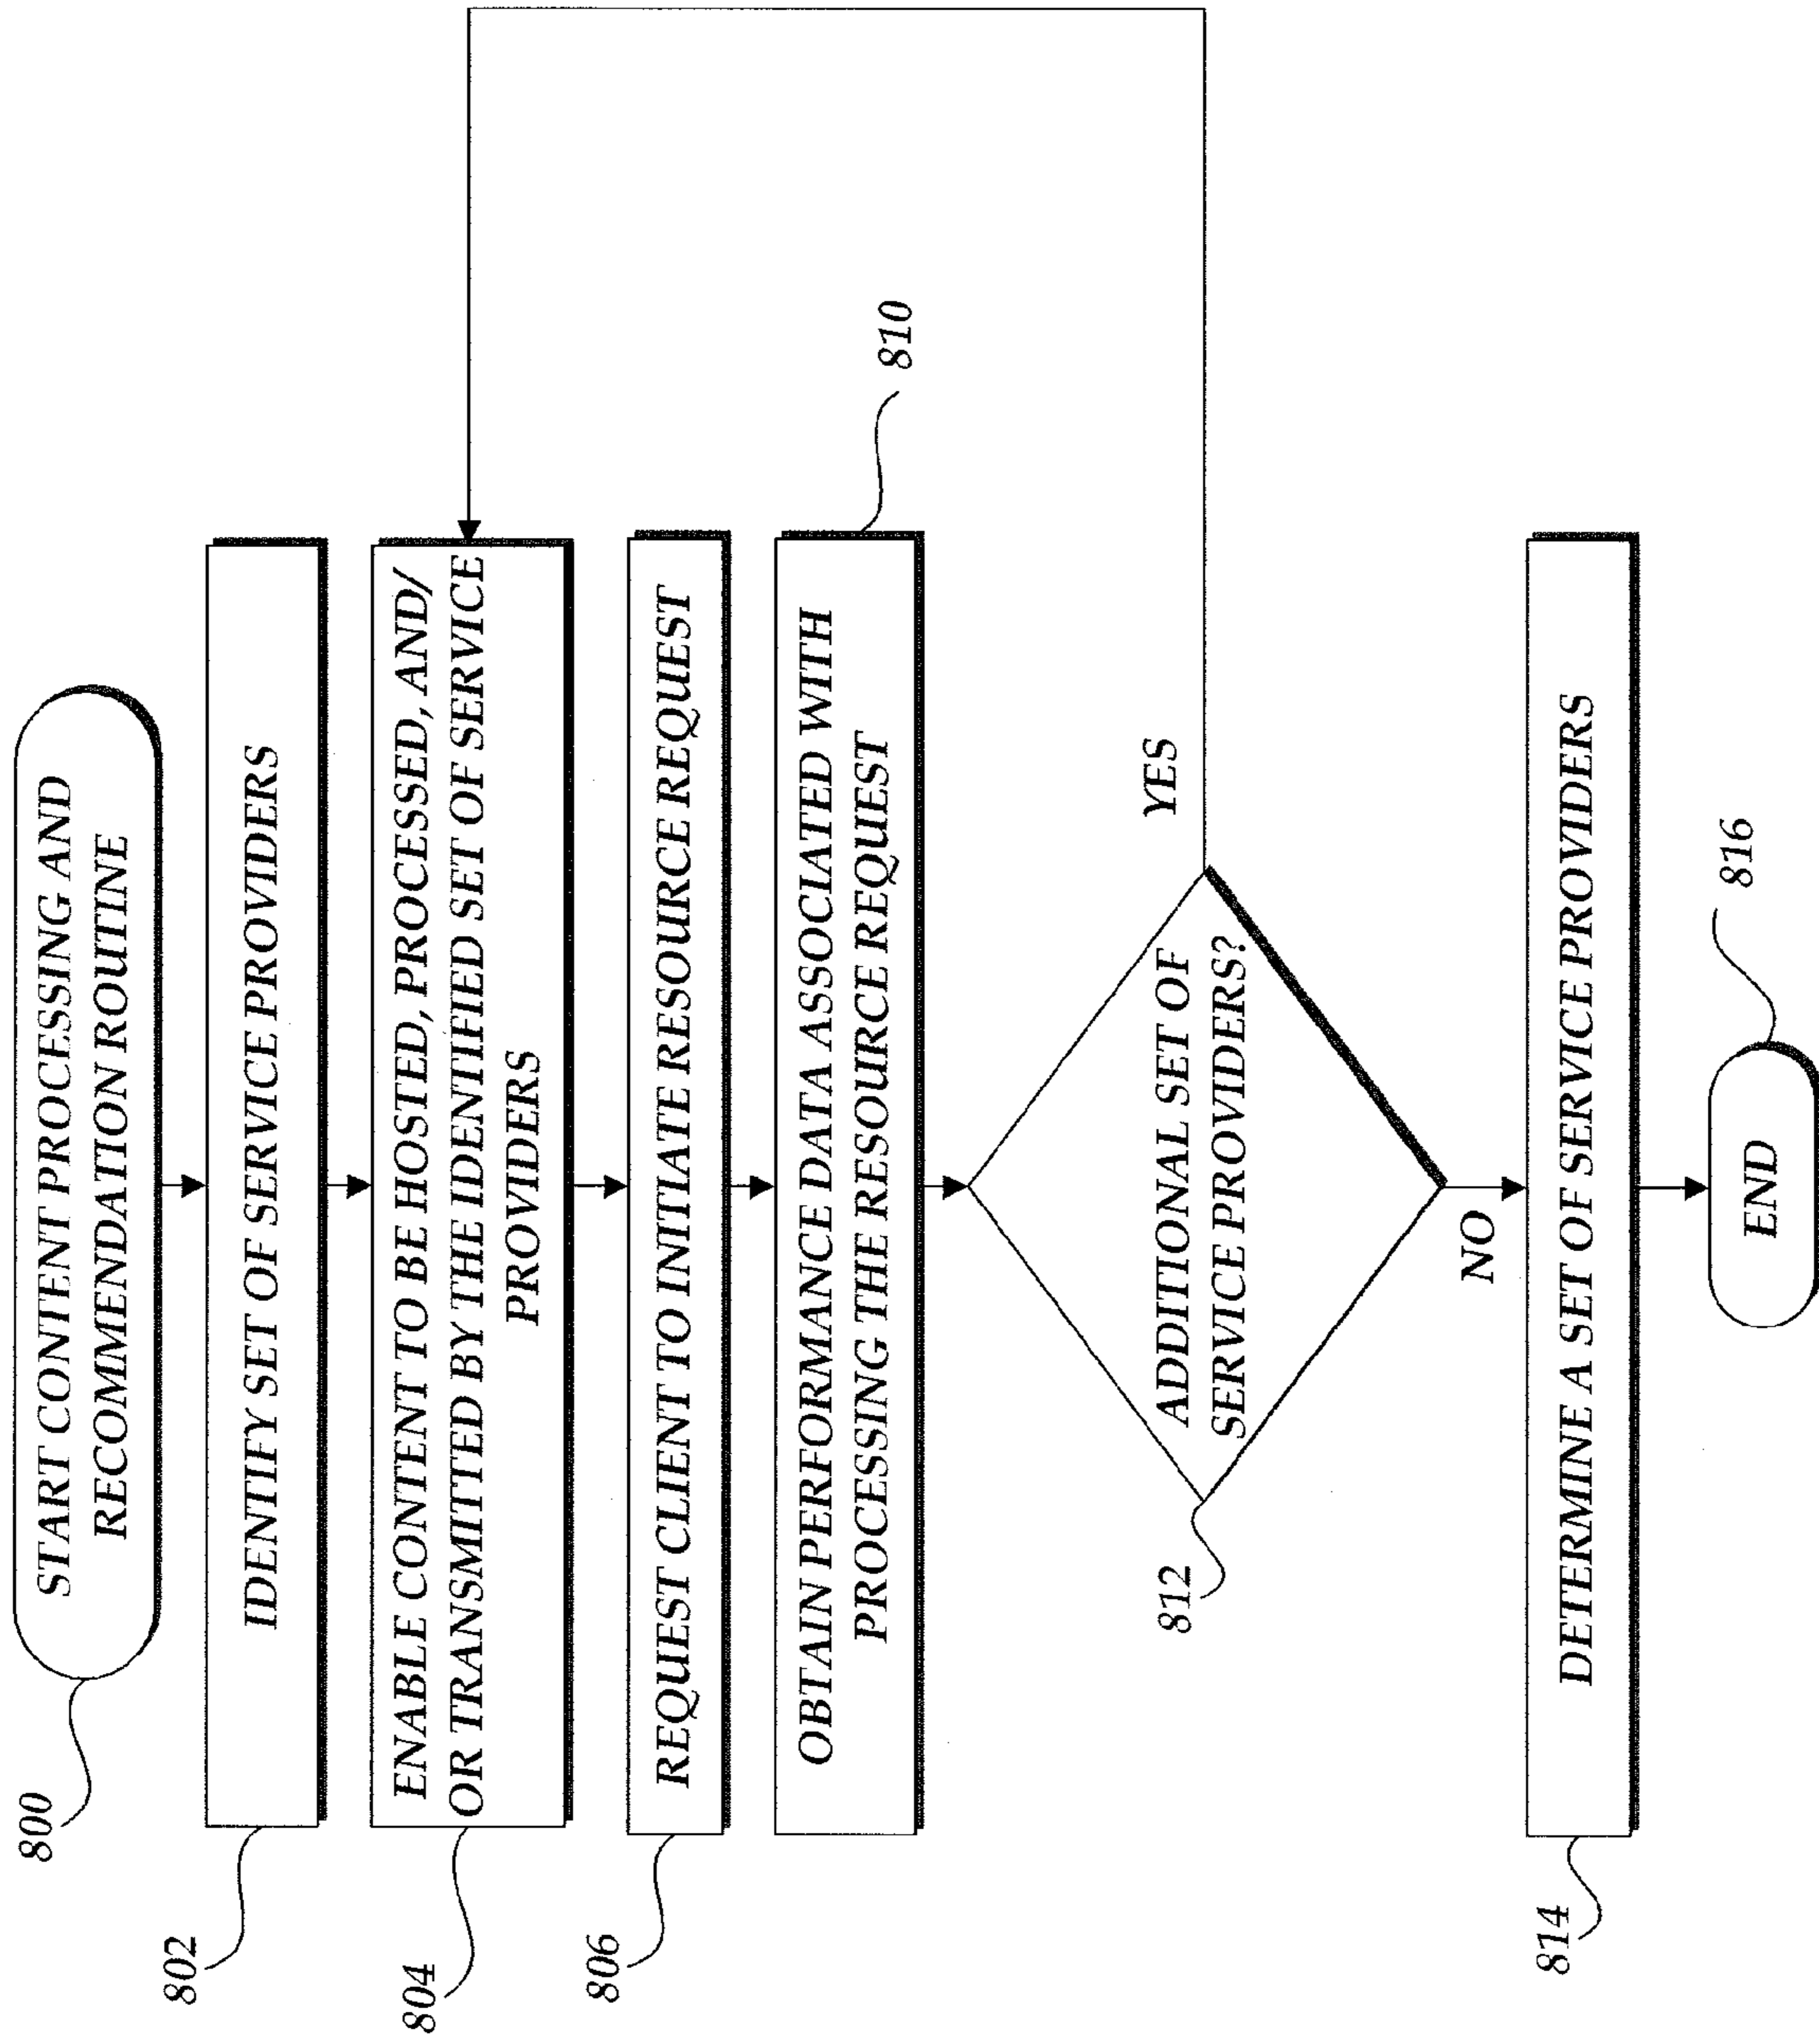 800
START CONTENT PROCESSING AND
RECOMMENDATION ROUTINE
802
IDENTIFY SET OF SERVICE PROVIDERS
804
ENABLE CONTENT TO BE HOSTED, PROCESSED, AND/
OR TRANSMITTED BY THE IDENTIFIED SET OF SERVICE
PROVIDERS
806
REQUEST CLIENT TO INITIATE RESOURCE REQUEST
810
OBTAIN PERFORMANCE DATA ASSOCIATED WITH
PROCESSING THE RESOURCE REQUEST
812
ADDITIONAL SET OF
SERVICE PROVIDERS?
YES
NO
814
DETERMINE A SET OF SERVICE PROVIDERS
816
END